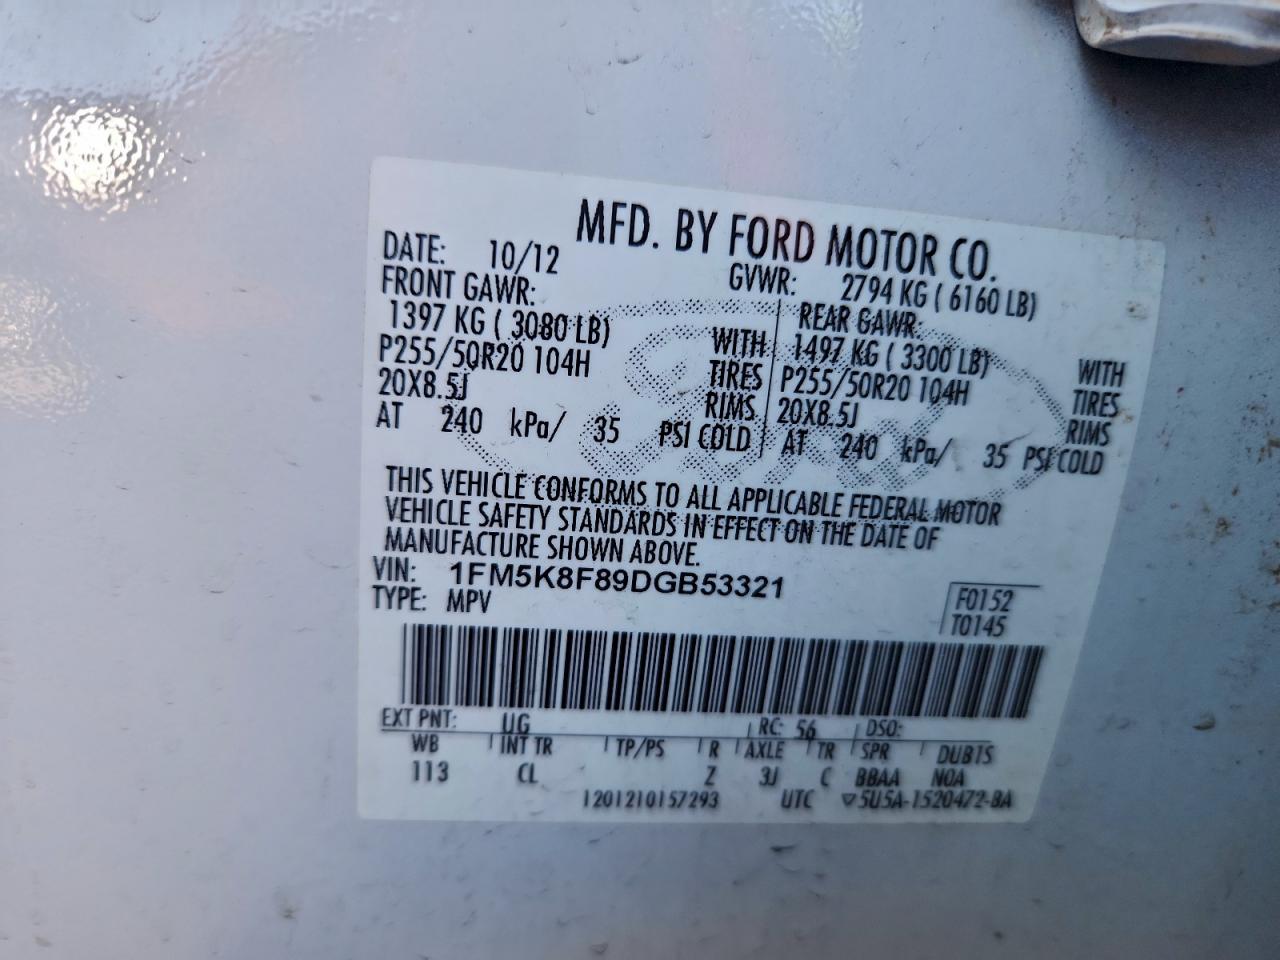 MFD. BY FORD MOTOR CO.
DATE: 10/12 GVWR: 2794 KG ( 6160 LB)
FRONT GAWR: REAR GAWR:
1397 KG ( 3080 LB) WITH 1497 KG ( 3300 LB) WITH
P255/50R20 104H TIRES P255/50R20 104H TIRES
20X8.5J RIMS 20X8.5J RIMS
AT 240 kPa/ 35 PSI COLD AT 240 kPa/ 35 PSI COLD
THIS VEHICLE CONFORMS TO ALL APPLICABLE FEDERAL MOTOR
VEHICLE SAFETY STANDARDS IN EFFECT ON THE DATE OF
MANUFACTURE SHOWN ABOVE.
VIN: 1FM5K8F89DGB53321
TYPE: MPV
F0152
T0145
EXT PNT: UG RC: 56 DSO:
WB INT TR TP/PS R AXLE TR SPR DUBIS
113 CL Z 3J C BBAA NQA
1201210157293 UTC ▽5U5A-1520472-BA